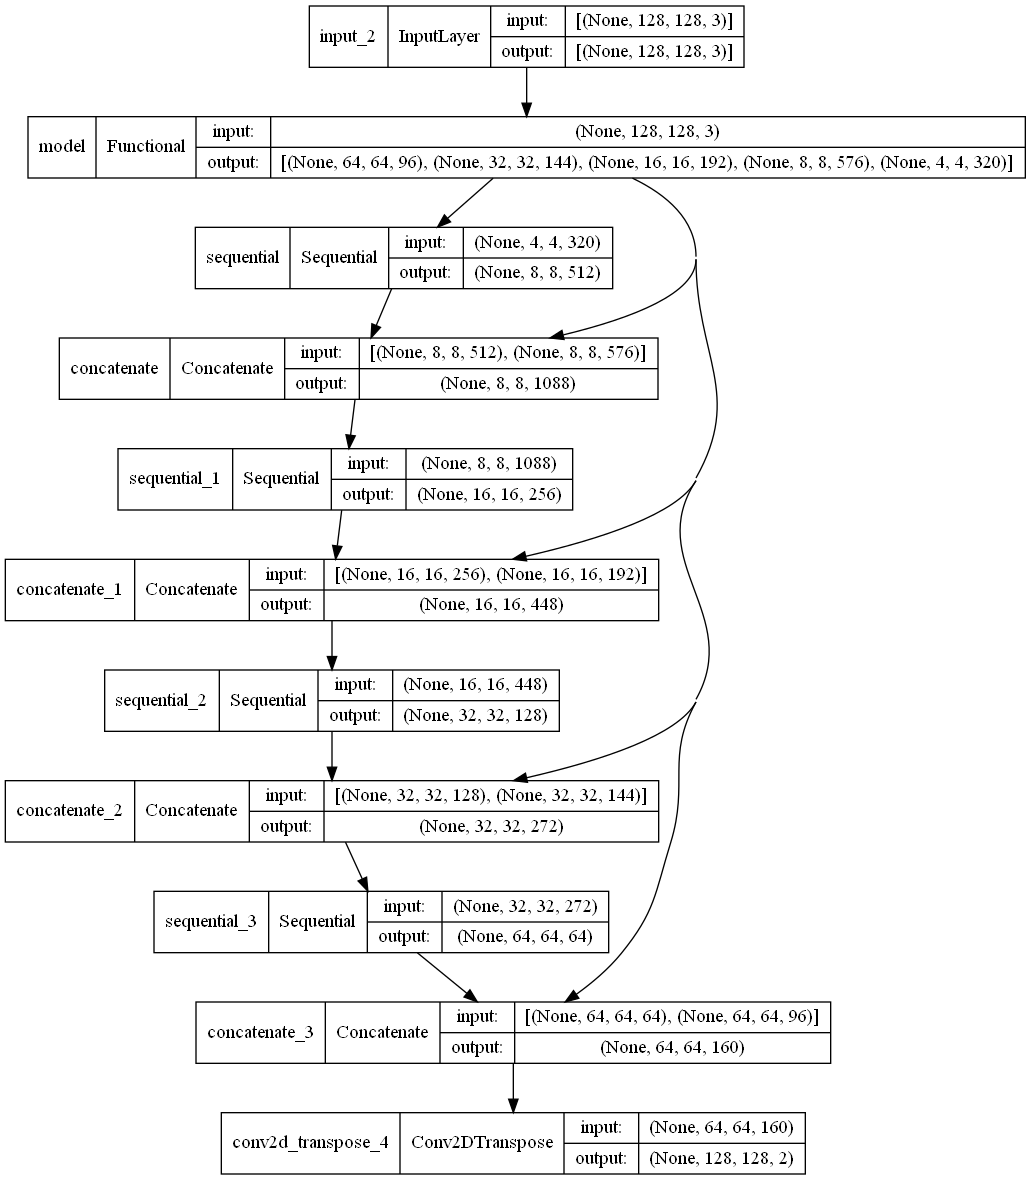 input_2 InputLayer input: [(None, 128, 128, 3)]
output: [(None, 128, 128, 3)]
model Functional input: (None, 128, 128, 3)
output: [(None, 64, 64, 96), (None, 32, 32, 144), (None, 16, 16, 192), (None, 8, 8, 576), (None, 4, 4, 320)]
sequential Sequential input: (None, 4, 4, 320)
output: (None, 8, 8, 512)
concatenate Concatenate input: [(None, 8, 8, 512), (None, 8, 8, 576)]
output: (None, 8, 8, 1088)
sequential_1 Sequential input: (None, 8, 8, 1088)
output: (None, 16, 16, 256)
concatenate_1 Concatenate input: [(None, 16, 16, 256), (None, 16, 16, 192)]
output: (None, 16, 16, 448)
sequential_2 Sequential input: (None, 16, 16, 448)
output: (None, 32, 32, 128)
concatenate_2 Concatenate input: [(None, 32, 32, 128), (None, 32, 32, 144)]
output: (None, 32, 32, 272)
sequential_3 Sequential input: (None, 32, 32, 272)
output: (None, 64, 64, 64)
concatenate_3 Concatenate input: [(None, 64, 64, 64), (None, 64, 64, 96)]
output: (None, 64, 64, 160)
conv2d_transpose_4 Conv2DTranspose input: (None, 64, 64, 160)
output: (None, 128, 128, 2)